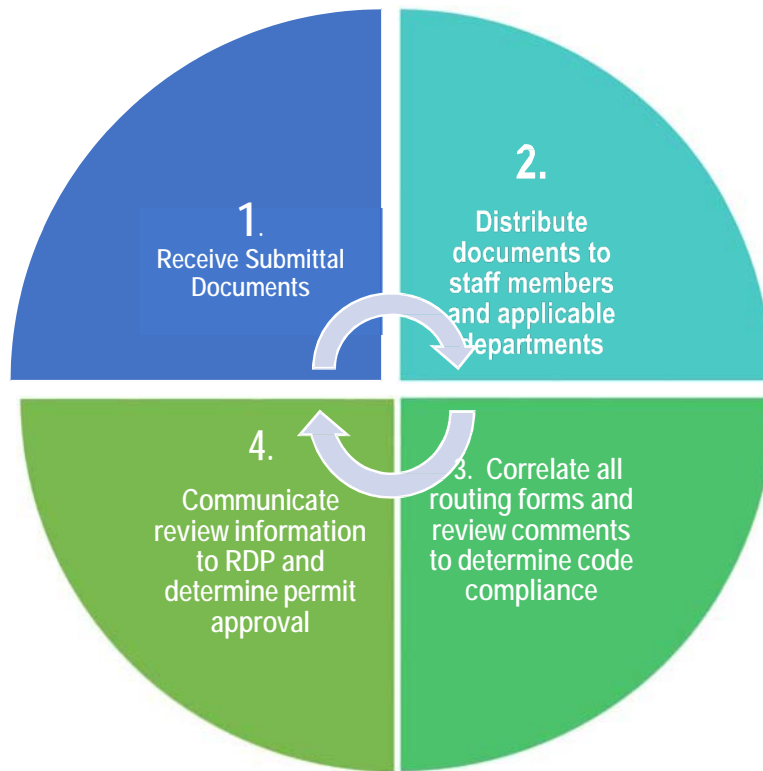 1.
Receive Submittal
Documents
2.
Distribute
documents to
staff members
and applicable
departments
3. Correlate all
routing forms and
review comments
to determine code
compliance
4.
Communicate
review information
to RDP and
determine permit
approval